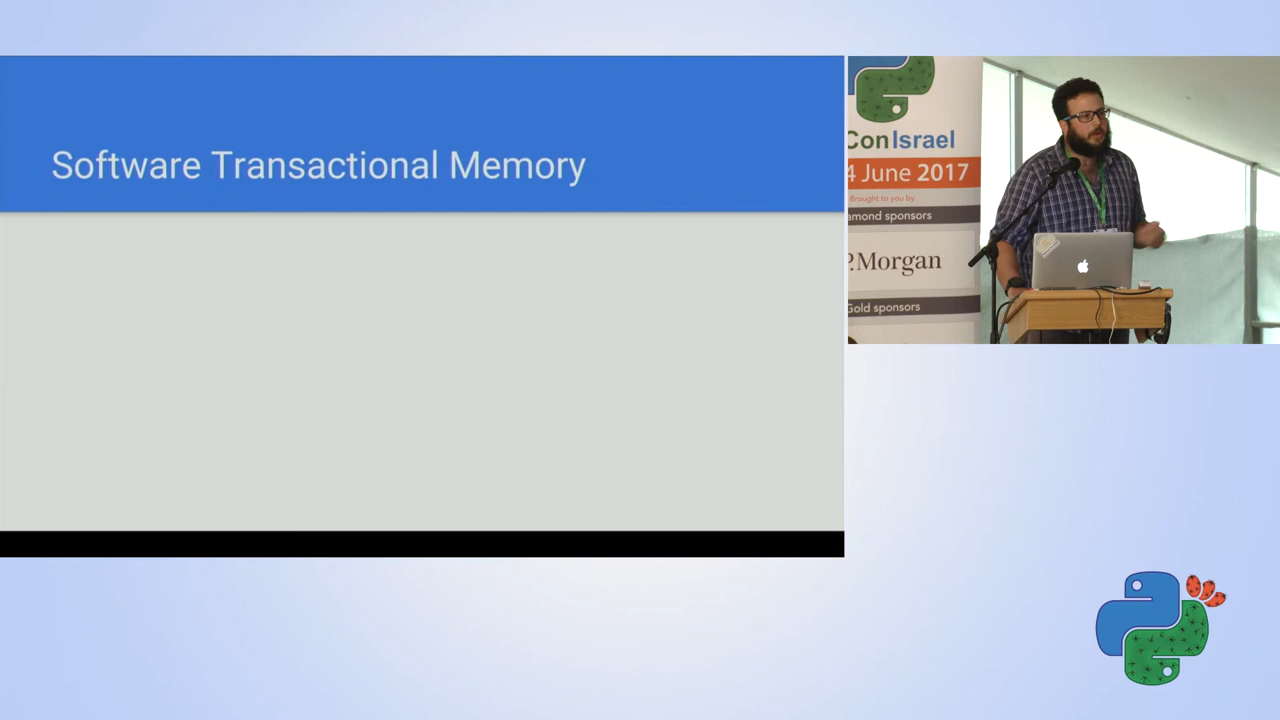 Software Transactional Memory
Con Israel
4 June 2017
Brought to you by
amond sponsors
P.Morgan
Gold sponsors